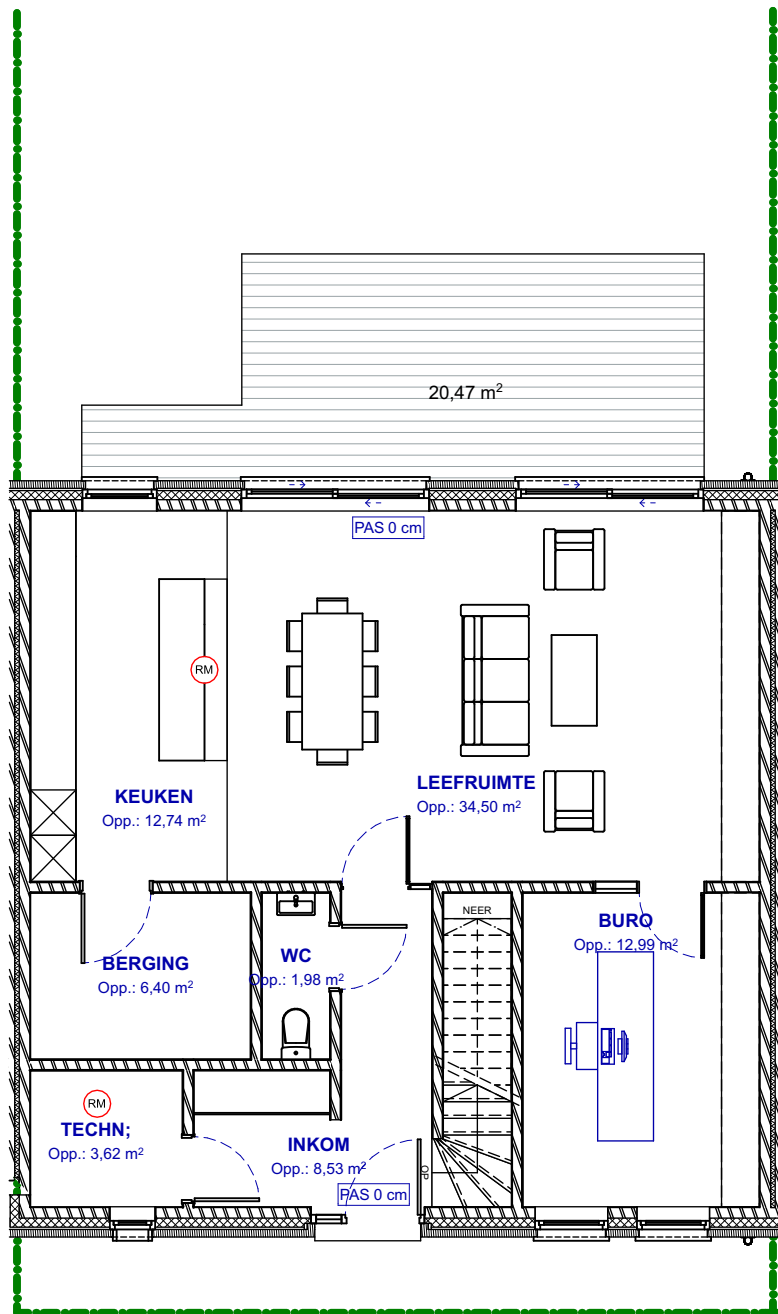 20,47 m²
PAS 0 cm
RM
KEUKEN
Opp.: 12,74 m²
LEEFRUIMTE
Opp.: 34,50 m²
NEER
BURO
Opp.: 12,99 m²
WC
Opp.: 1,98 m²
BERGING
Opp.: 6,40 m²
RM
TECHN;
Opp.: 3,62 m²
INKOM
Opp.: 8,53 m²
OP
PAS 0 cm